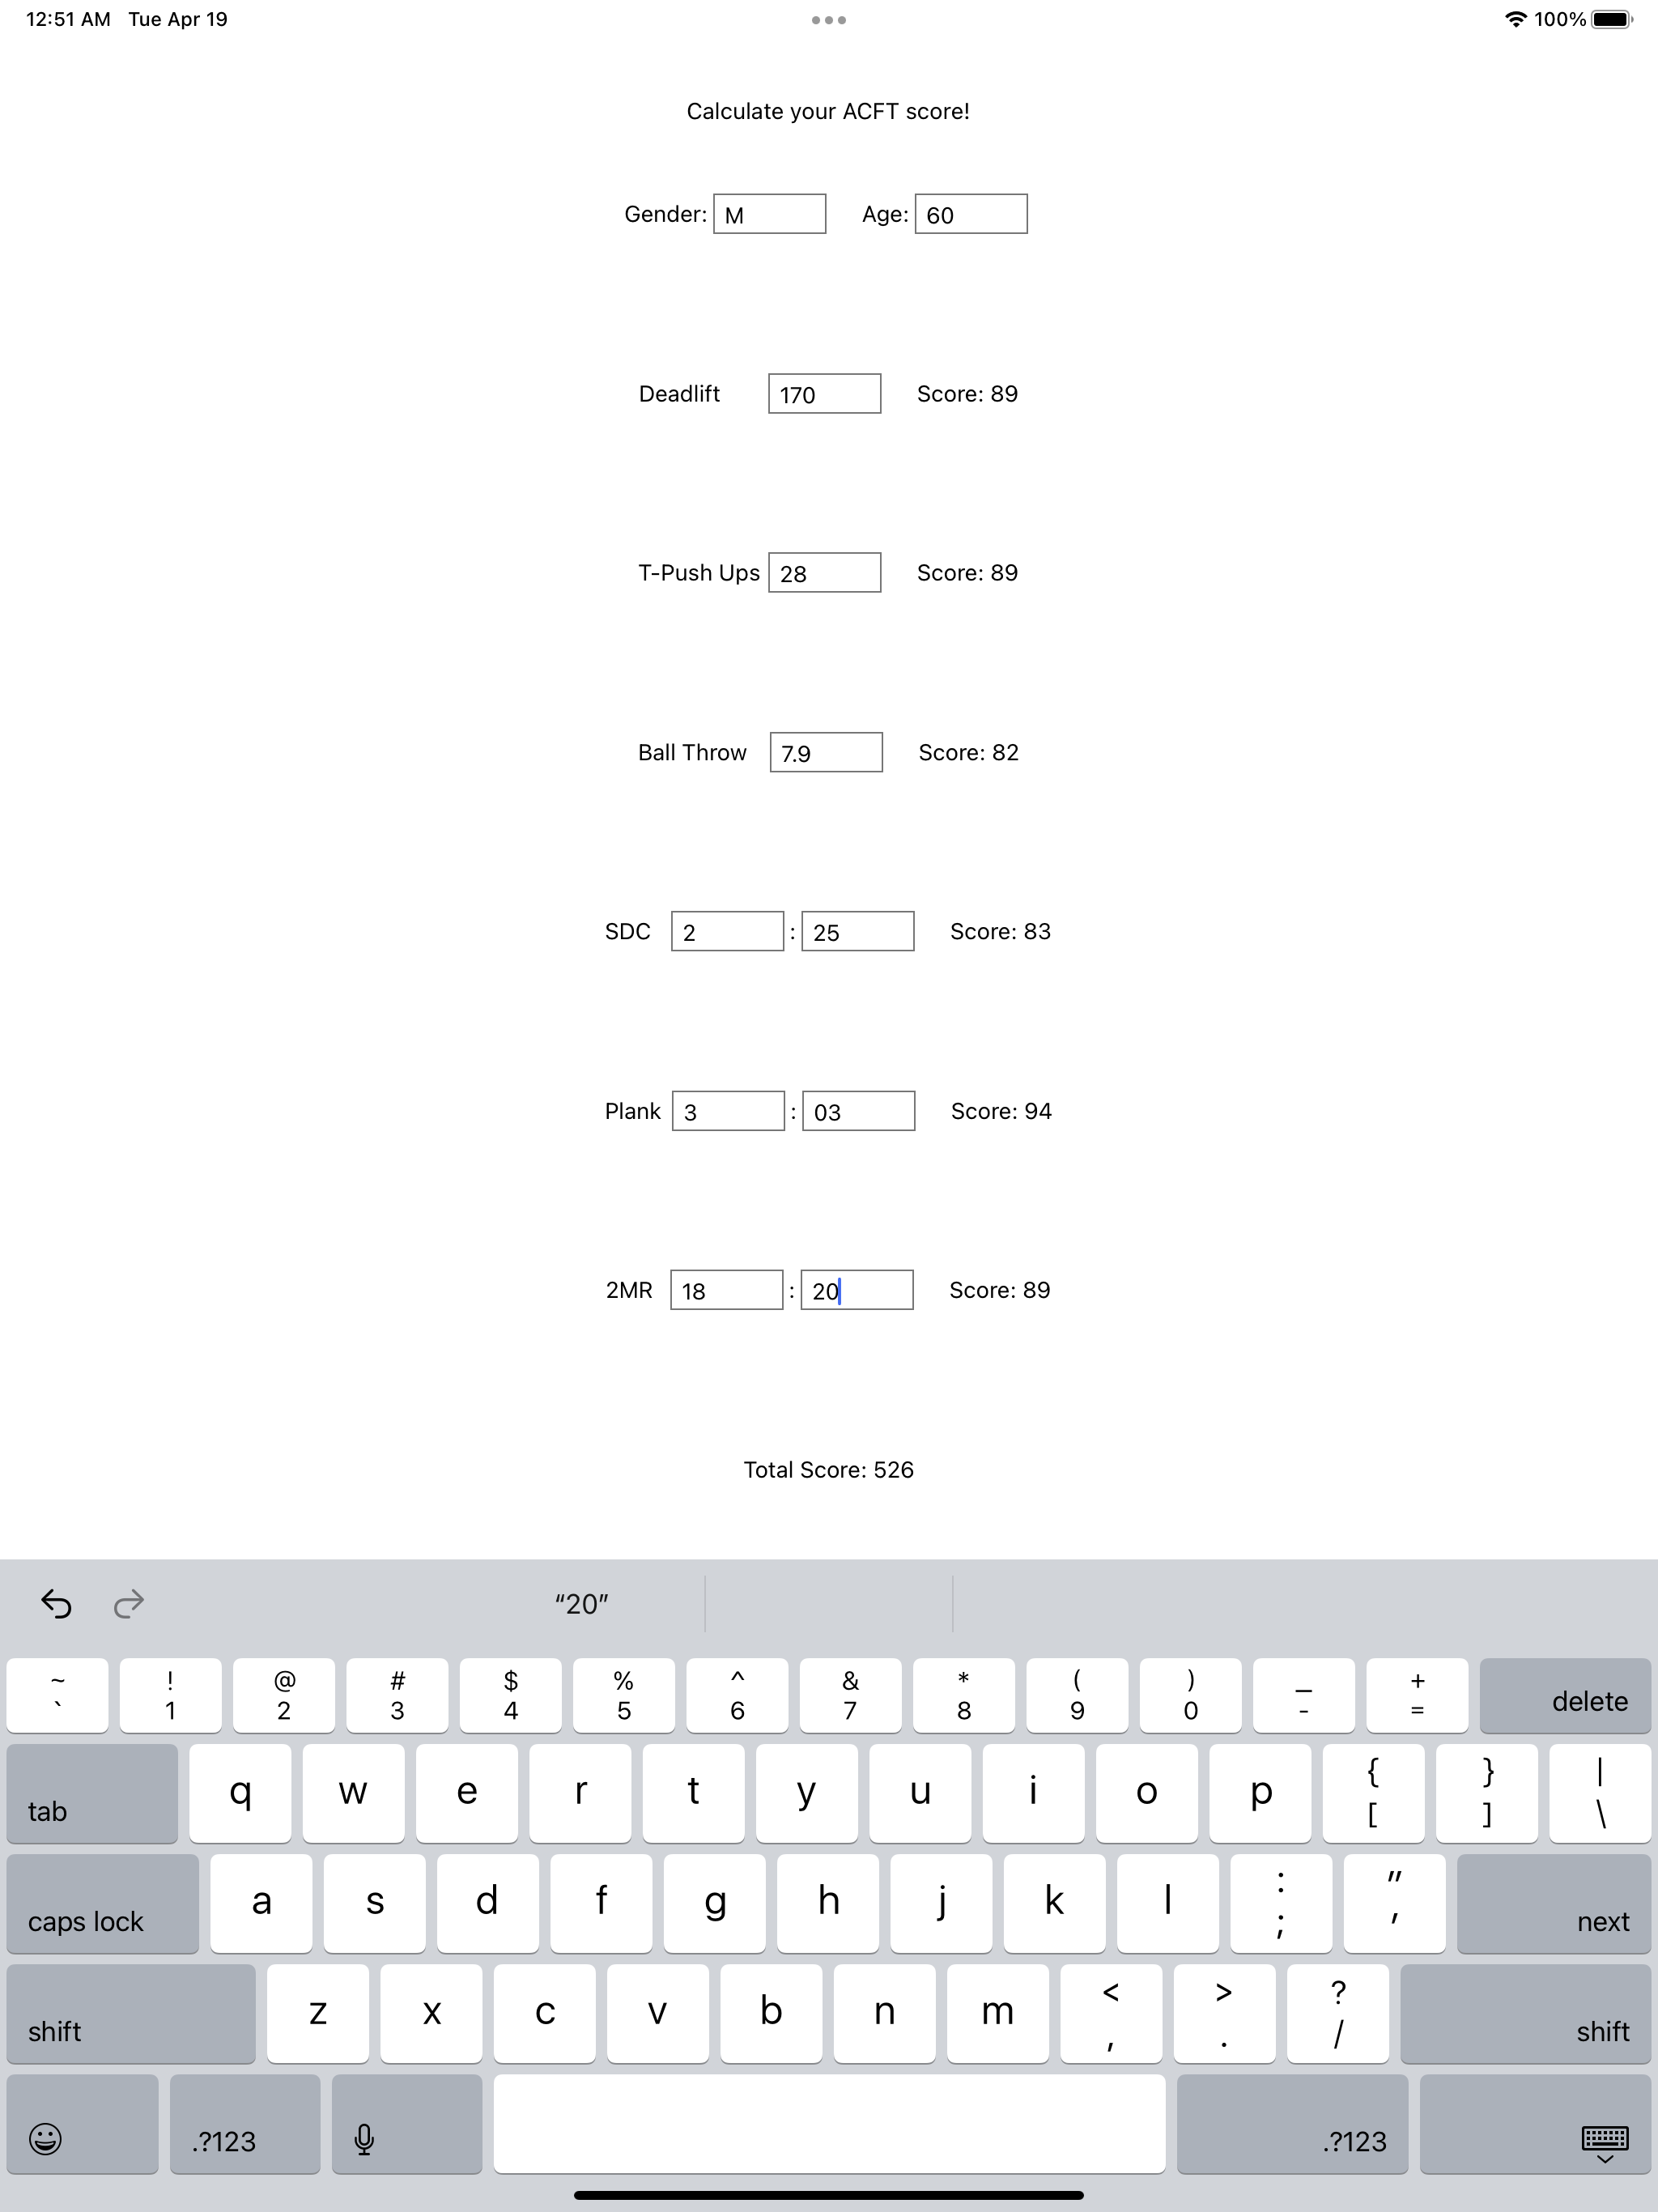 12:51 AM Tue Apr 19 100%
Calculate your ACFT score!
Gender: M Age: 60
Deadlift 170 Score: 89
T-Push Ups 28 Score: 89
Ball Throw 7.9 Score: 82
SDC 2 : 25 Score: 83
Plank 3 : 03 Score: 94
2MR 18 : 20 Score: 89
Total Score: 526
“20”
~ ! @ # $ % ^ & * ( ) _ +
` 1 2 3 4 5 6 7 8 9 0 - = delete
tab q w e r t y u i o p { [ } ] | \
caps lock a s d f g h j k l : ; " ' next
shift z x c v b n m < , > . ? / shift
.?123 .?123